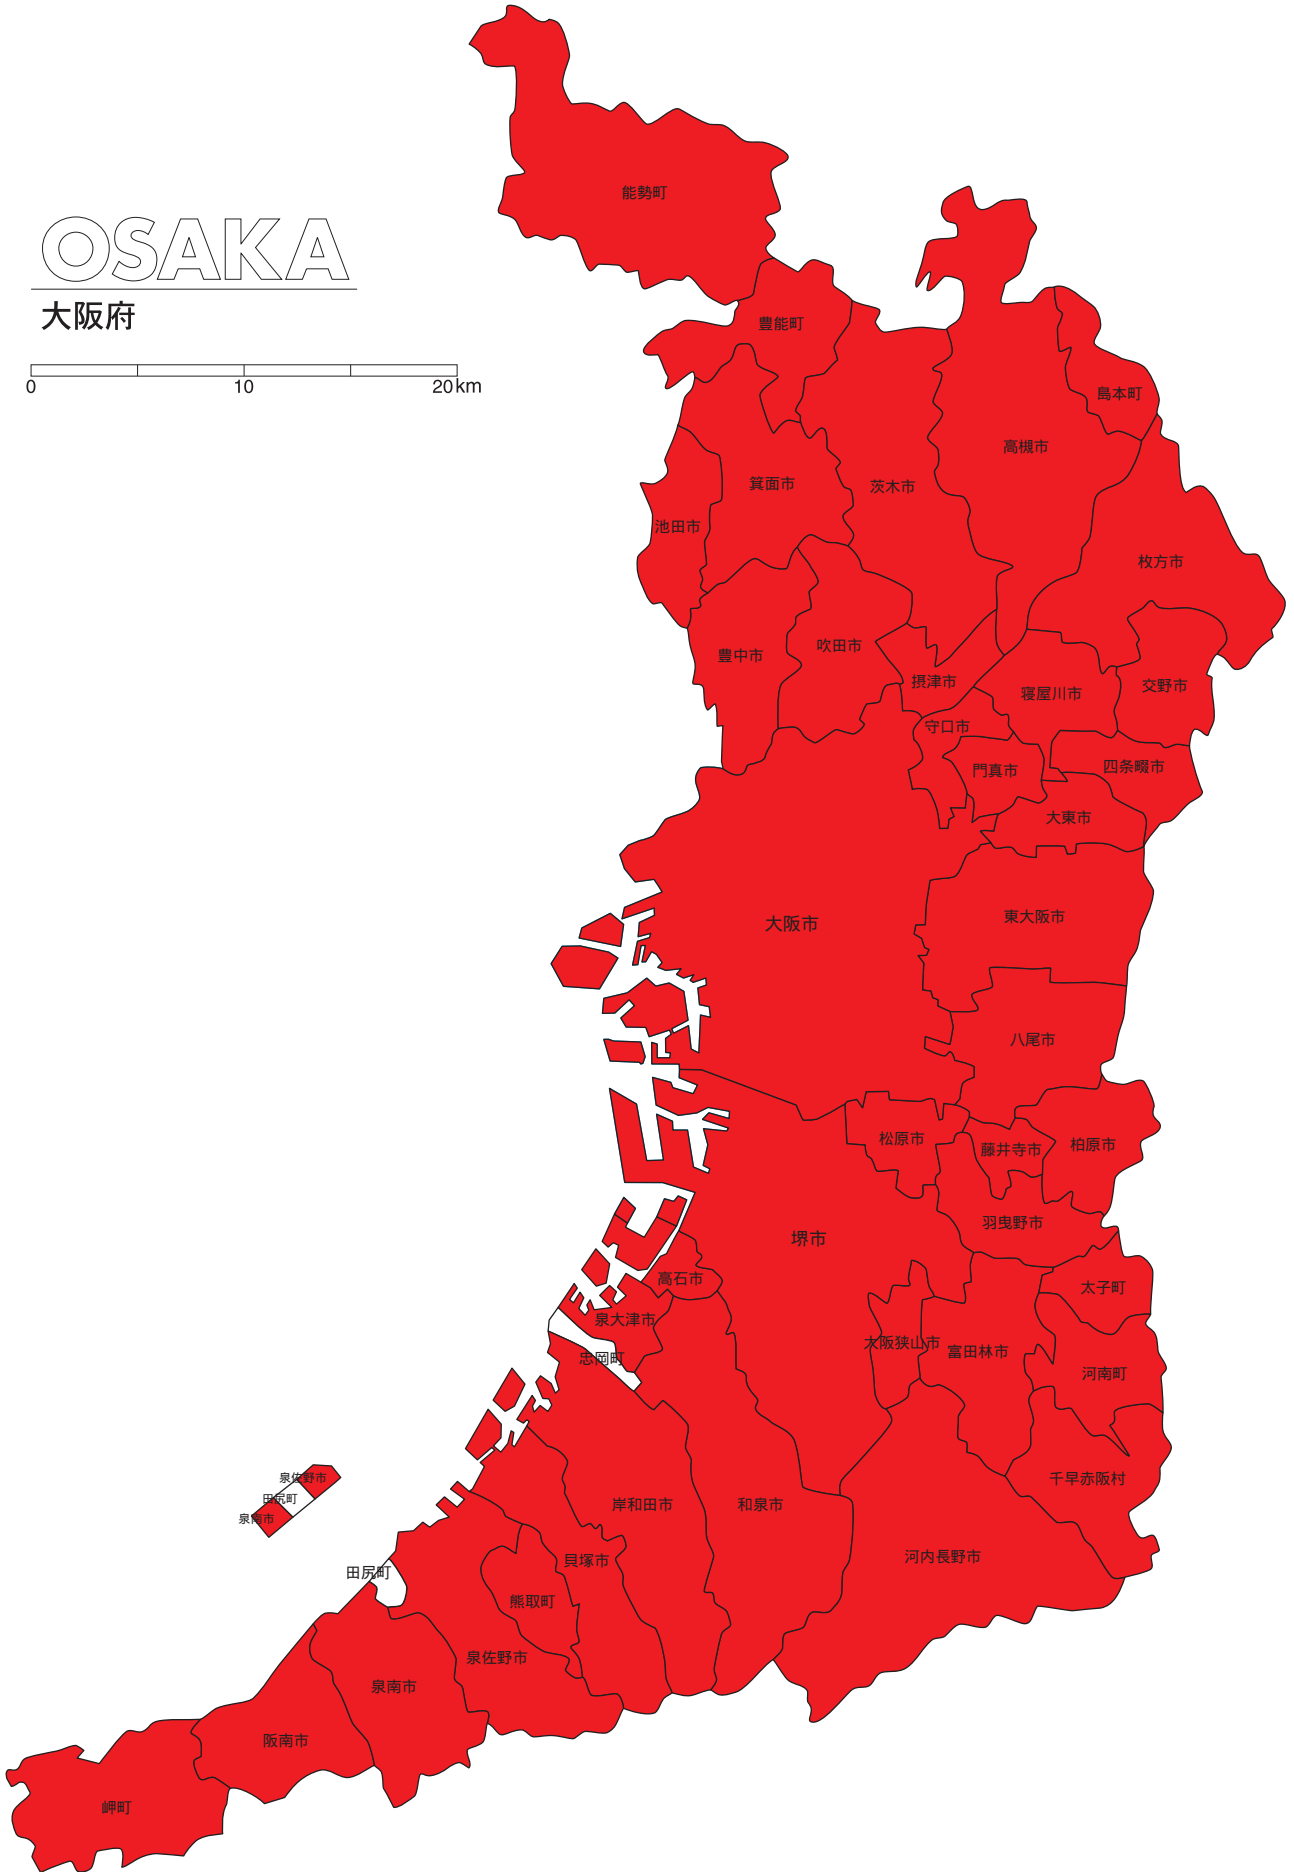 OSAKA
大阪府
0 10 20km
能勢町
豊能町
島本町
高槻市
箕面市
茨木市
池田市
枚方市
豊中市
吹田市
摂津市
寝屋川市
交野市
守口市
門真市
四条畷市
大東市
大阪市
東大阪市
八尾市
松原市
藤井寺市
柏原市
羽曳野市
堺市
高石市
太子町
泉大津市
大阪狭山市
富田林市
忠岡町
河南町
泉佐野市
田尻町
泉南市
千早赤阪村
岸和田市
和泉市
河内長野市
貝塚市
田尻町
熊取町
泉佐野市
泉南市
阪南市
岬町